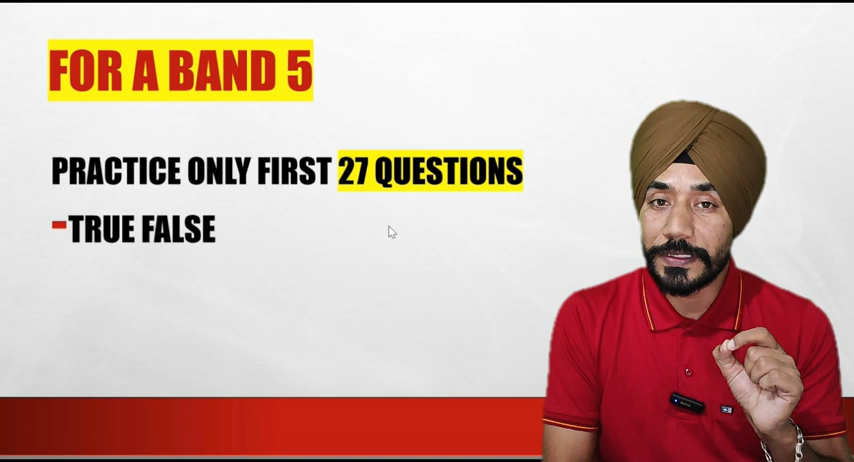 FOR A BAND 5
PRACTICE ONLY FIRST 27 QUESTIONS
-TRUE FALSE